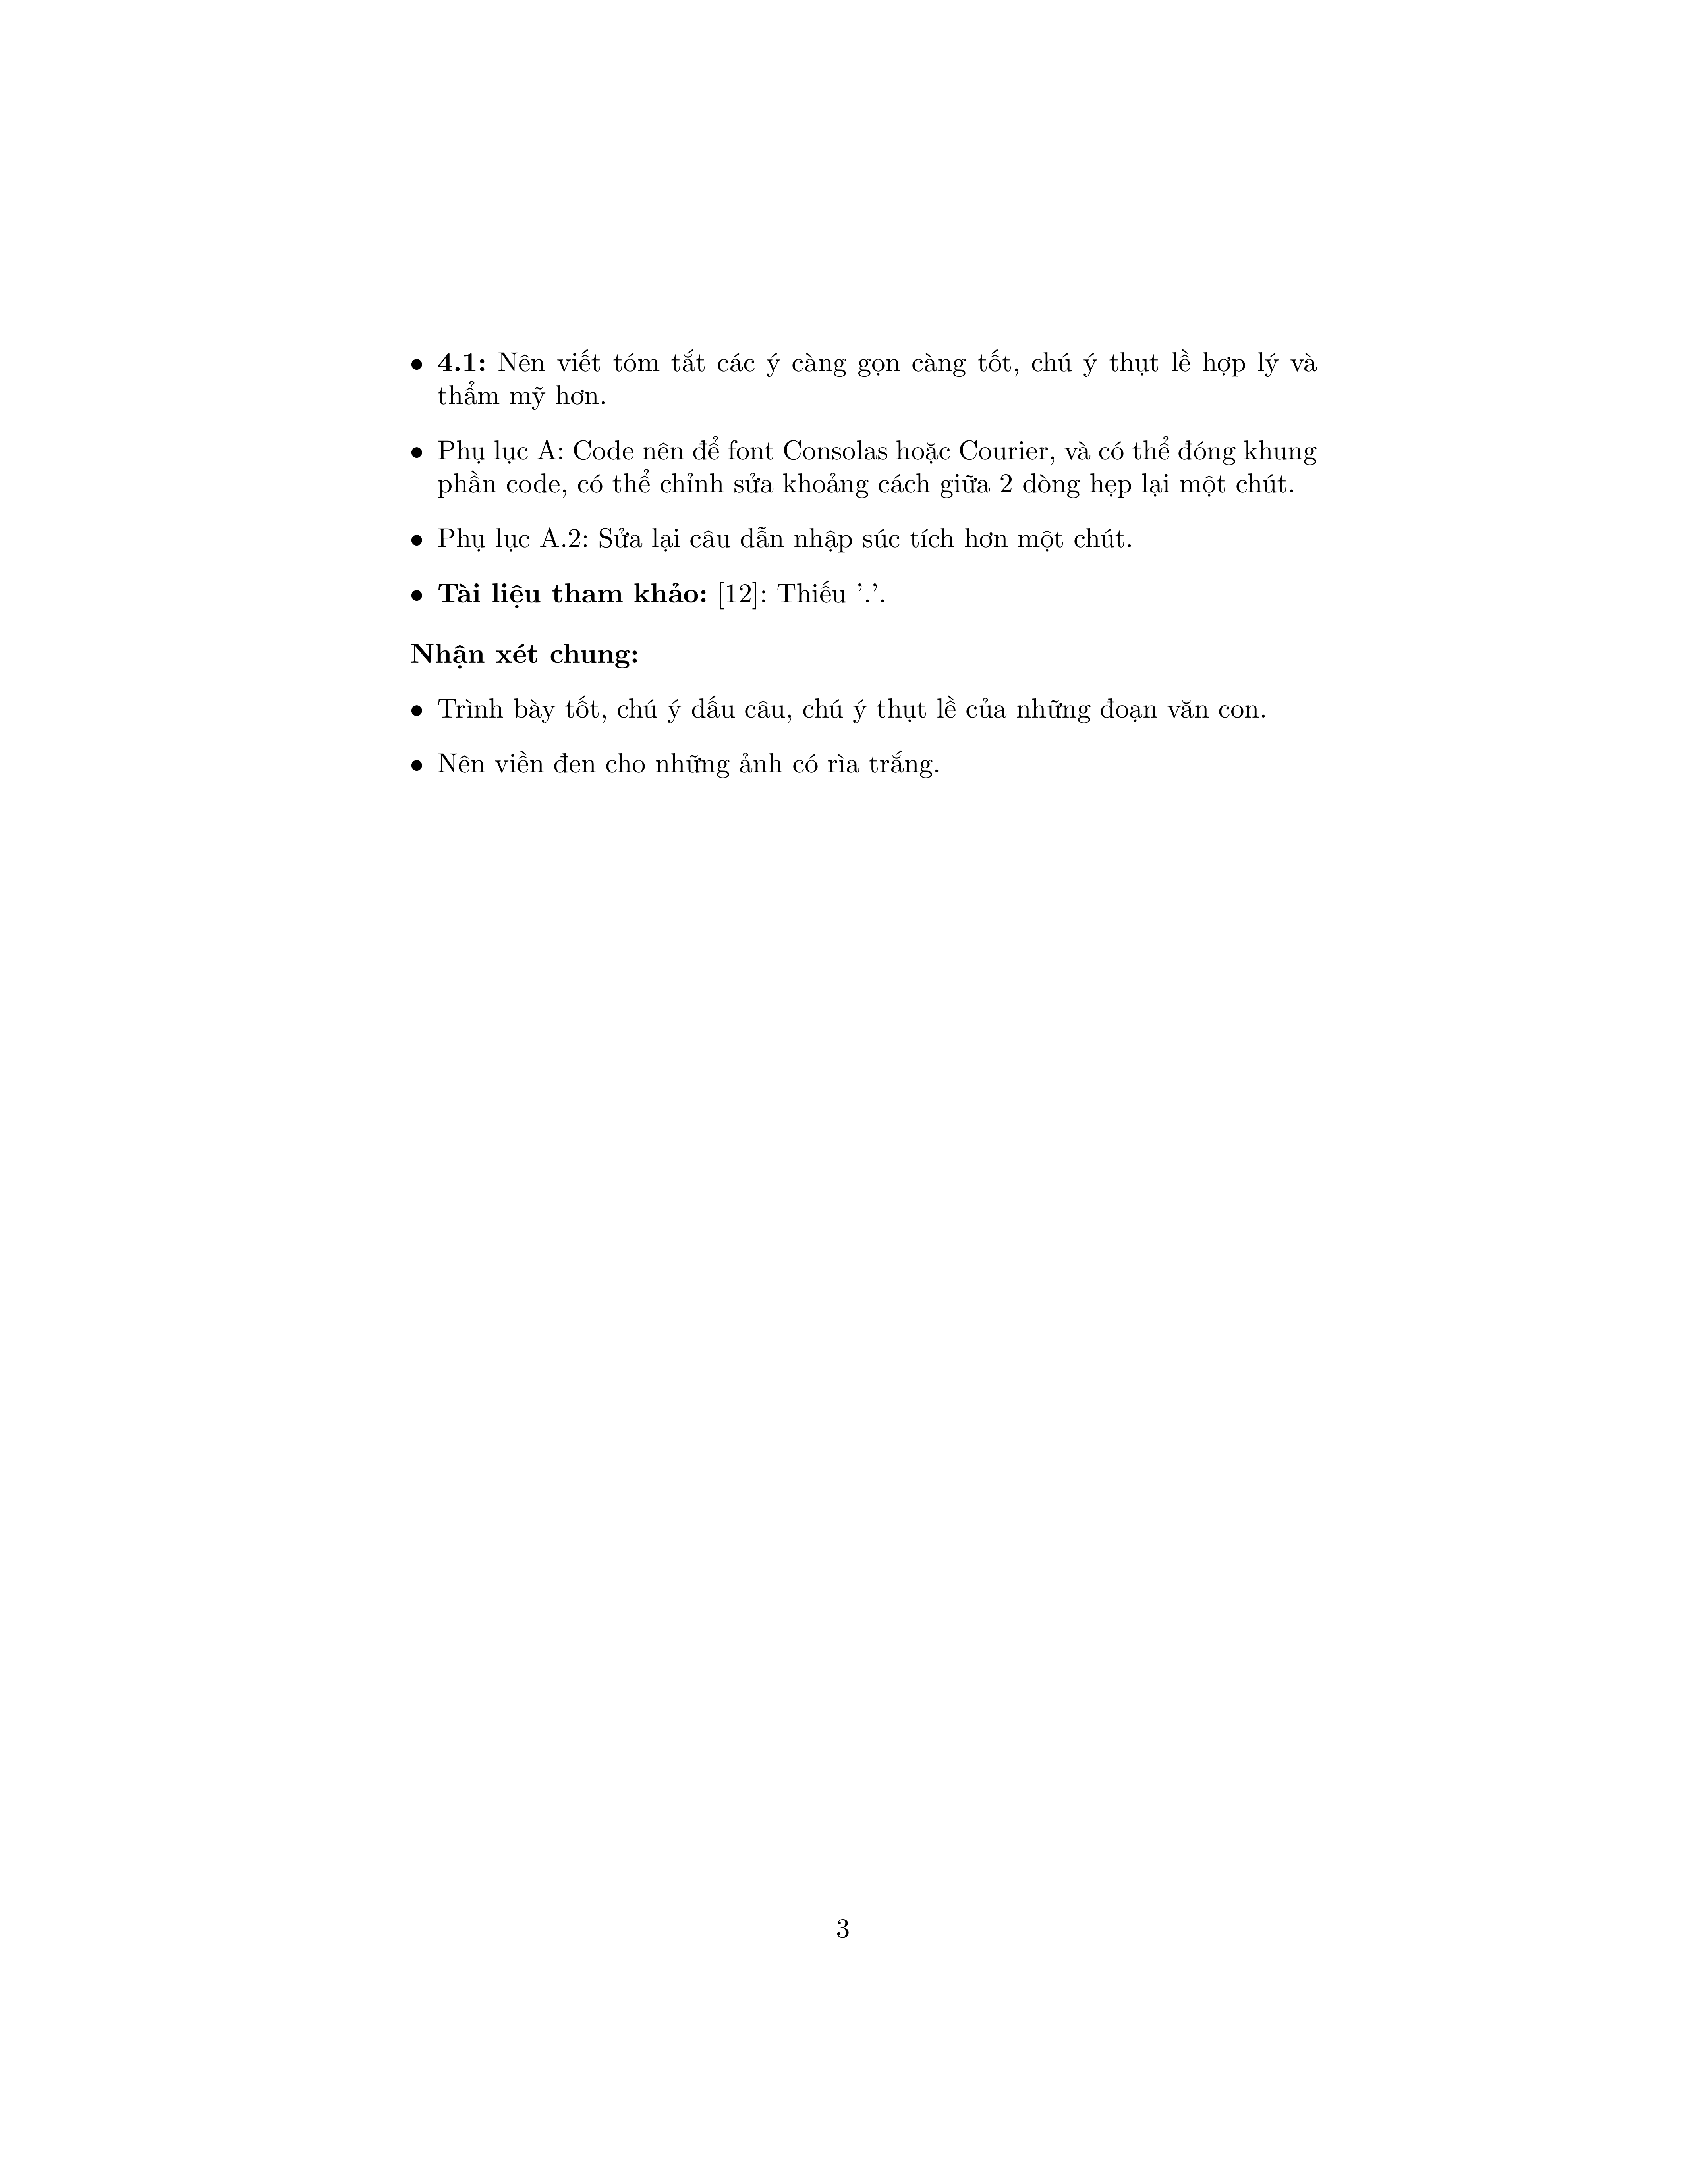 • 4.1: Nên viết tóm tắt các ý càng gọn càng tốt, chú ý thụt lề hợp lý và
thẩm mỹ hơn.
• Phụ lục A: Code nên để font Consolas hoặc Courier, và có thể đóng khung
phần code, có thể chỉnh sửa khoảng cách giữa 2 dòng hẹp lại một chút.
• Phụ lục A.2: Sửa lại câu dẫn nhập súc tích hơn một chút.
• Tài liệu tham khảo: [12]: Thiếu ’.’.
Nhận xét chung:
• Trình bày tốt, chú ý dấu câu, chú ý thụt lề của những đoạn văn con.
• Nên viền đen cho những ảnh có rìa trắng.
3